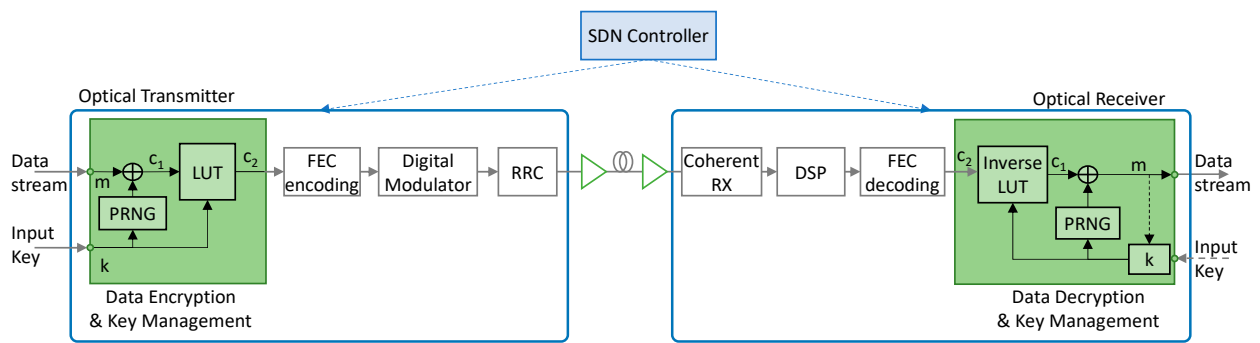 SDN Controller
Optical Transmitter
Optical Receiver
Data
stream
m
c1
LUT
c2
PRNG
Input
Key
k
Data Encryption
& Key Management
FEC
encoding
Digital
Modulator
RRC
Coherent
RX
DSP
FEC
decoding
c2
Inverse
LUT
c1
m
PRNG
k
Data
stream
Input
Key
Data Decryption
& Key Management